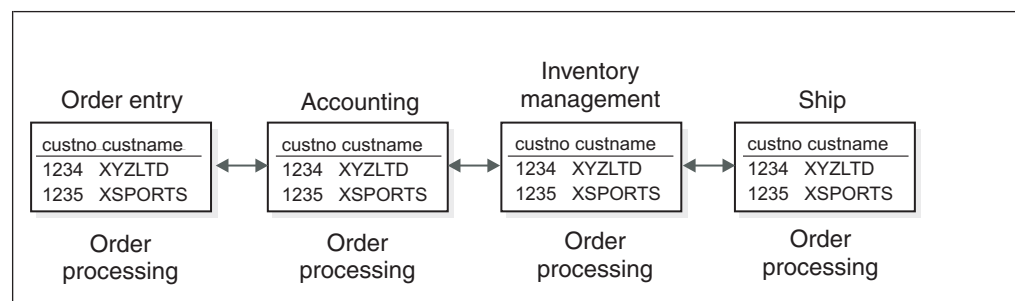 Order entry
custno custname
1234 XYZLTD
1235 XSPORTS
Order
processing
Accounting
custno custname
1234 XYZLTD
1235 XSPORTS
Order
processing
Inventory
management
custno custname
1234 XYZLTD
1235 XSPORTS
Order
processing
Ship
custno custname
1234 XYZLTD
1235 XSPORTS
Order
processing